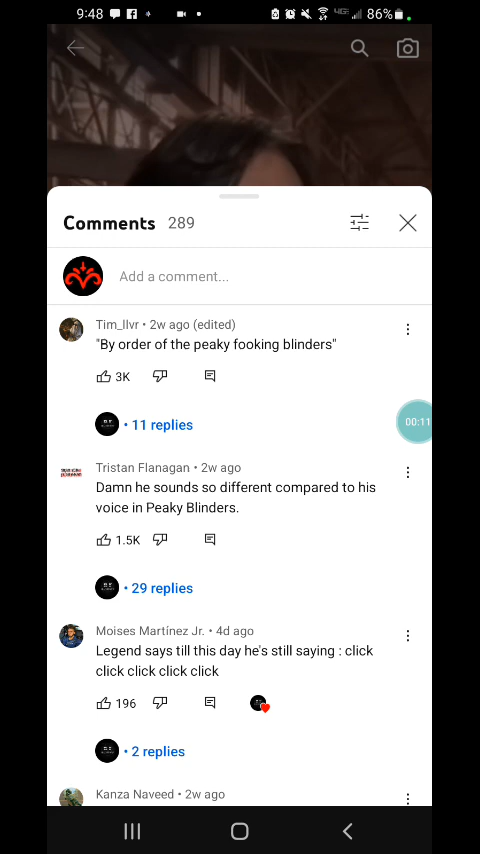 9:48
86%
Comments 289
Add a comment...
Tim_llvr • 2w ago (edited)
"By order of the peaky fooking blinders"
3K
• 11 replies
00:11
Tristan Flanagan • 2w ago
Damn he sounds so different compared to his
voice in Peaky Blinders.
1.5K
• 29 replies
Moises Martínez Jr. • 4d ago
Legend says till this day he's still saying : click
click click click click
196
• 2 replies
Kanza Naveed • 2w ago